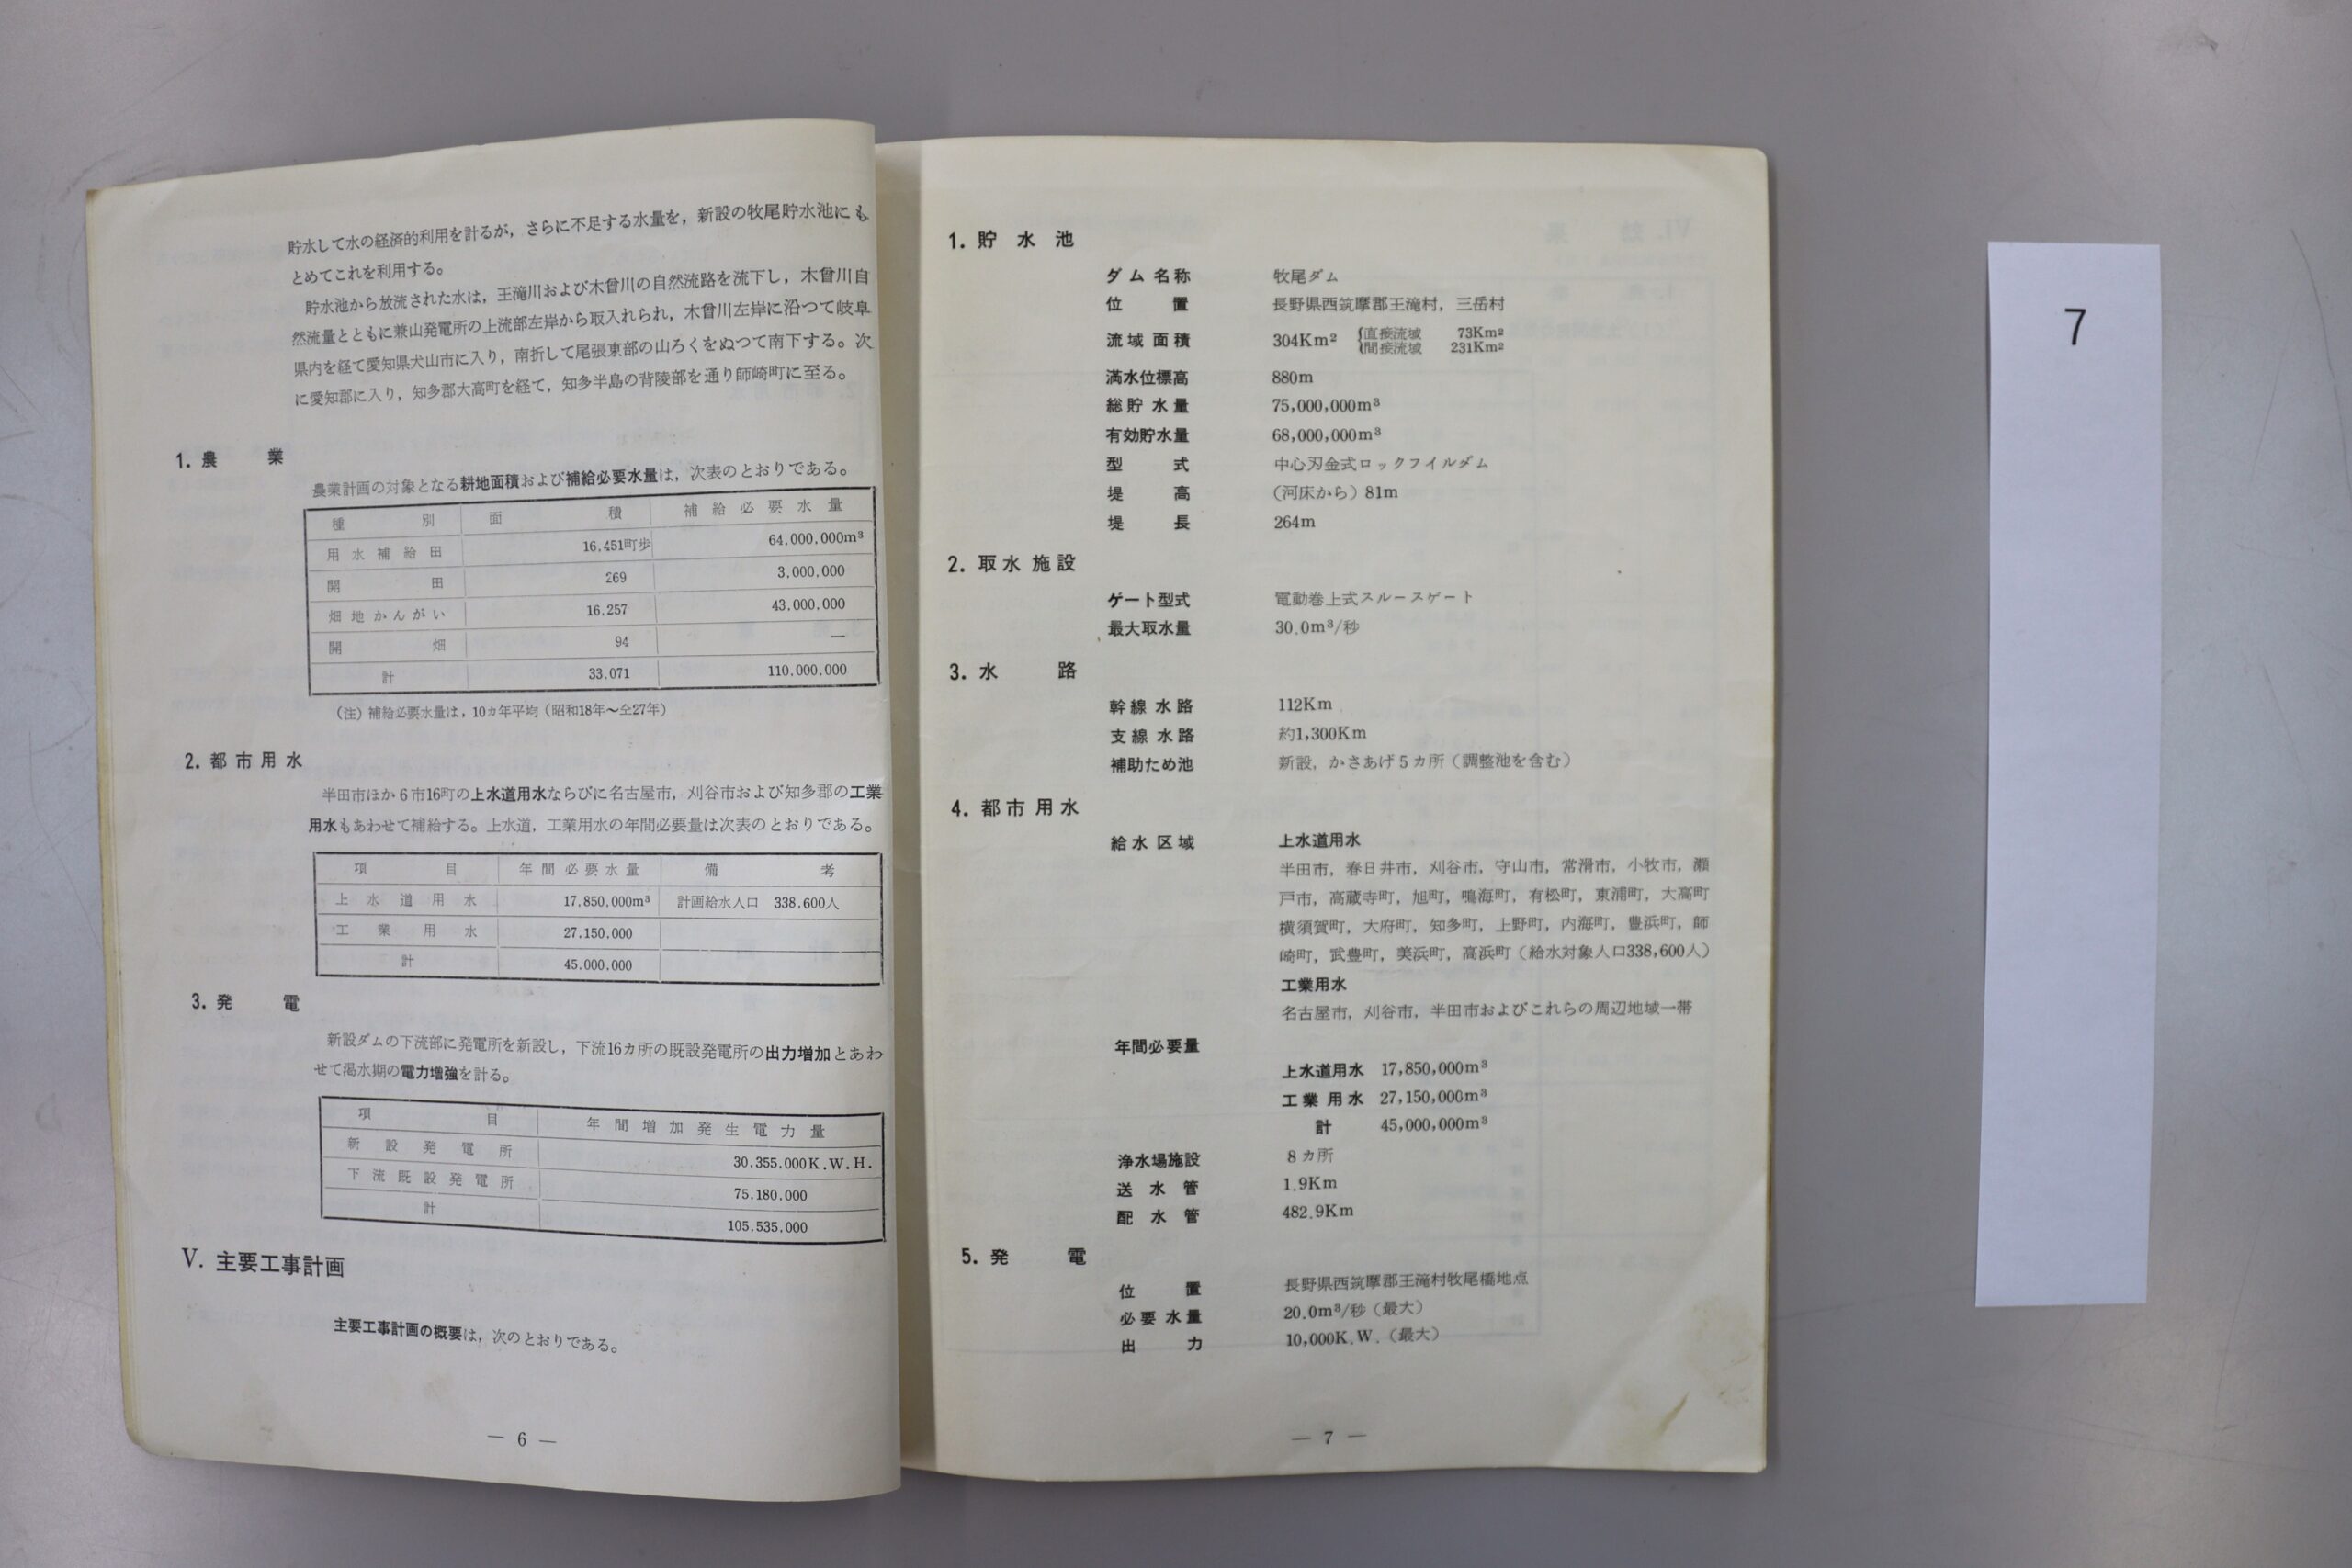 貯水して水の経済的利用を計るが，さらに不足する水量を，新設の牧尾貯水池にも
とめてこれを利用する。
貯水池から放流された水は，王滝川および木曾川の自然流路を流下し，木曾川自
然流量とともに兼山発電所の上流部左岸から取入れられ，木曾川左岸に沿つて岐阜
県内を経て愛知県犬山市に入り，南折して尾張東部の山ろくをぬつて南下する。次
に愛知郡に入り，知多郡大高町を経て，知多半島の背陵部を通り師崎町に至る。
1. 農 業
農業計画の対象となる耕地面積および補給必要水量は，次表のとおりである。
種 別 面 積 補給必要水量
用水補給田 16.451町歩 64.000.000m³
開 田 269 3.000.000
畑地かんがい 16.257 43.000.000
開 畑 94 —
計 33.071 110.000.000
（注）補給必要水量は，10ヵ年平均（昭和18年〜仝27年）
2. 都市用水
半田市ほか6市16町の上水道用水ならびに名古屋市，刈谷市および知多郡の工業
用水もあわせて補給する。上水道，工業用水の年間必要量は次表のとおりである。
項 目 年間必要水量 備 考
上水道用水 17.850.000m³ 計画給水人口 338.600人
工業用水 27.150.000
計 45.000.000
3. 発 電
新設ダムの下流部に発電所を新設し，下流16カ所の既設発電所の出力増加とあわ
せて渇水期の電力増強を計る。
項 目 年間増加発生電力量
新設発電所 30.355.000K.W.H.
下流既設発電所 75.180.000
計 105.535.000
V. 主要工事計画
主要工事計画の概要は，次のとおりである。
— 6 —
1. 貯水池
ダム名称 牧尾ダム
位 置 長野県西筑摩郡王滝村，三岳村
流域面積 304Km² {直接流域 73Km²
{間接流域 231Km²
満水位標高 880m
総貯水量 75,000,000m³
有効貯水量 68,000,000m³
型 式 中心刃金式ロックフイルダム
堤 高 （河床から）81m
堤 長 264m
2. 取水施設
ゲート型式 電動巻上式スルースゲート
最大取水量 30.0m³/秒
3. 水 路
幹線水路 112Km
支線水路 約1,300Km
補助ため池 新設，かさあげ5カ所（調整池を含む）
4. 都市用水
給水区域 上水道用水
半田市，春日井市，刈谷市，守山市，常滑市，小牧市，瀬
戸市，高蔵寺町，旭町，鳴海町，有松町，東浦町，大高町
横須賀町，大府町，知多町，上野町，内海町，豊浜町，師
崎町，武豊町，美浜町，高浜町（給水対象人口338,600人）
工業用水
名古屋市，刈谷市，半田市およびこれらの周辺地域一帯
年間必要量
上水道用水 17,850,000m³
工業用水 27,150,000m³
計 45,000,000m³
浄水場施設 8カ所
送水管 1.9Km
配水管 482.9Km
5. 発 電
位 置 長野県西筑摩郡王滝村牧尾橋地点
必要水量 20.0m³/秒（最大）
出 力 10,000K.W.（最大）
— 7 —
7